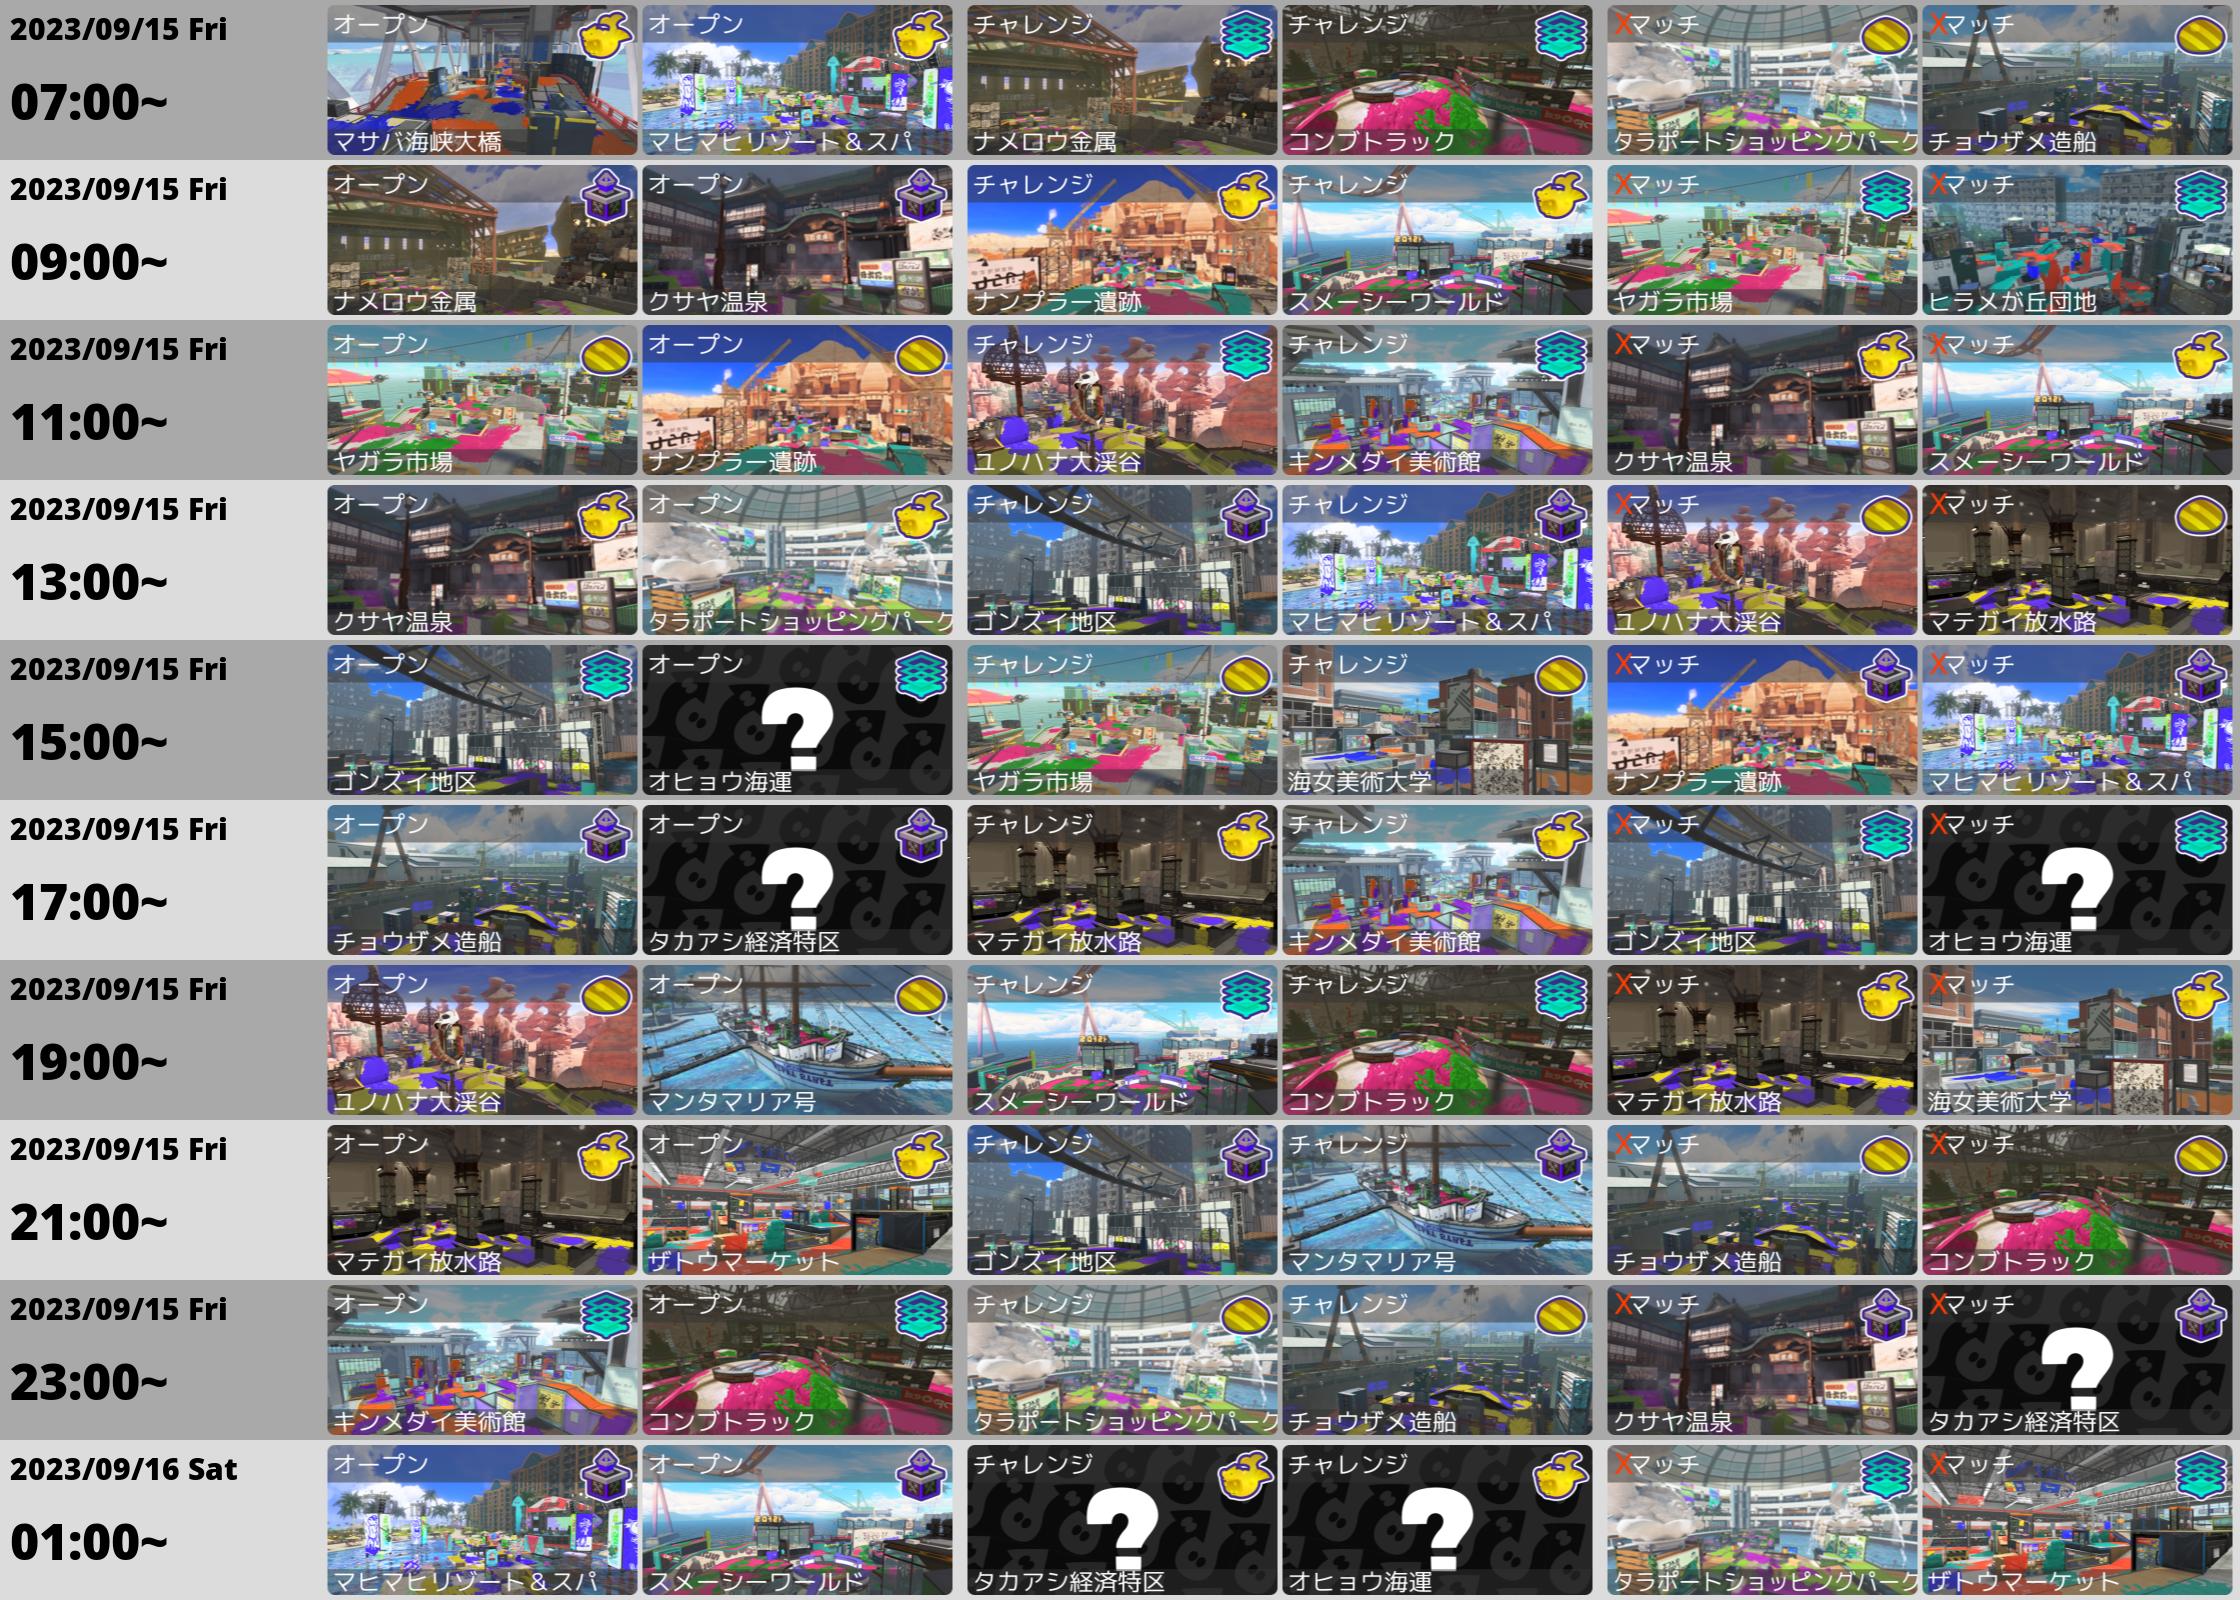 2023/09/15 Fri
07:00~
オープン
マサバ海峡大橋
オープン
マヒマヒリゾート＆スパ
チャレンジ
ナメロウ金属
チャレンジ
コンブトラック
Xマッチ
タラポートショッピングパーク
Xマッチ
チョウザメ造船
2023/09/15 Fri
09:00~
オープン
ナメロウ金属
オープン
クサヤ温泉
チャレンジ
ナンプラー遺跡
チャレンジ
スメーシーワールド
Xマッチ
ヤガラ市場
Xマッチ
ヒラメが丘団地
2023/09/15 Fri
11:00~
オープン
ヤガラ市場
オープン
ナンプラー遺跡
チャレンジ
ユノハナ大渓谷
チャレンジ
キンメダイ美術館
Xマッチ
クサヤ温泉
Xマッチ
スメーシーワールド
2023/09/15 Fri
13:00~
オープン
クサヤ温泉
オープン
タラポートショッピングパーク
チャレンジ
ゴンズイ地区
チャレンジ
マヒマヒリゾート＆スパ
Xマッチ
ユノハナ大渓谷
Xマッチ
マテガイ放水路
2023/09/15 Fri
15:00~
オープン
ゴンズイ地区
オープン
?
オヒョウ海運
チャレンジ
ヤガラ市場
チャレンジ
海女美術大学
Xマッチ
ナンプラー遺跡
Xマッチ
マヒマヒリゾート＆スパ
2023/09/15 Fri
17:00~
オープン
チョウザメ造船
オープン
?
タカアシ経済特区
チャレンジ
マテガイ放水路
チャレンジ
キンメダイ美術館
Xマッチ
ゴンズイ地区
Xマッチ
?
オヒョウ海運
2023/09/15 Fri
19:00~
オープン
ユノハナ大渓谷
オープン
マンタマリア号
チャレンジ
スメーシーワールド
チャレンジ
コンブトラック
Xマッチ
マテガイ放水路
Xマッチ
海女美術大学
2023/09/15 Fri
21:00~
オープン
マテガイ放水路
オープン
ザトウマーケット
チャレンジ
ゴンズイ地区
チャレンジ
マンタマリア号
Xマッチ
チョウザメ造船
Xマッチ
コンブトラック
2023/09/15 Fri
23:00~
オープン
キンメダイ美術館
オープン
コンブトラック
チャレンジ
タラポートショッピングパーク
チャレンジ
チョウザメ造船
Xマッチ
クサヤ温泉
Xマッチ
?
タカアシ経済特区
2023/09/16 Sat
01:00~
オープン
マヒマヒリゾート＆スパ
オープン
スメーシーワールド
チャレンジ
?
タカアシ経済特区
チャレンジ
?
オヒョウ海運
Xマッチ
タラポートショッピングパーク
Xマッチ
ザトウマーケット